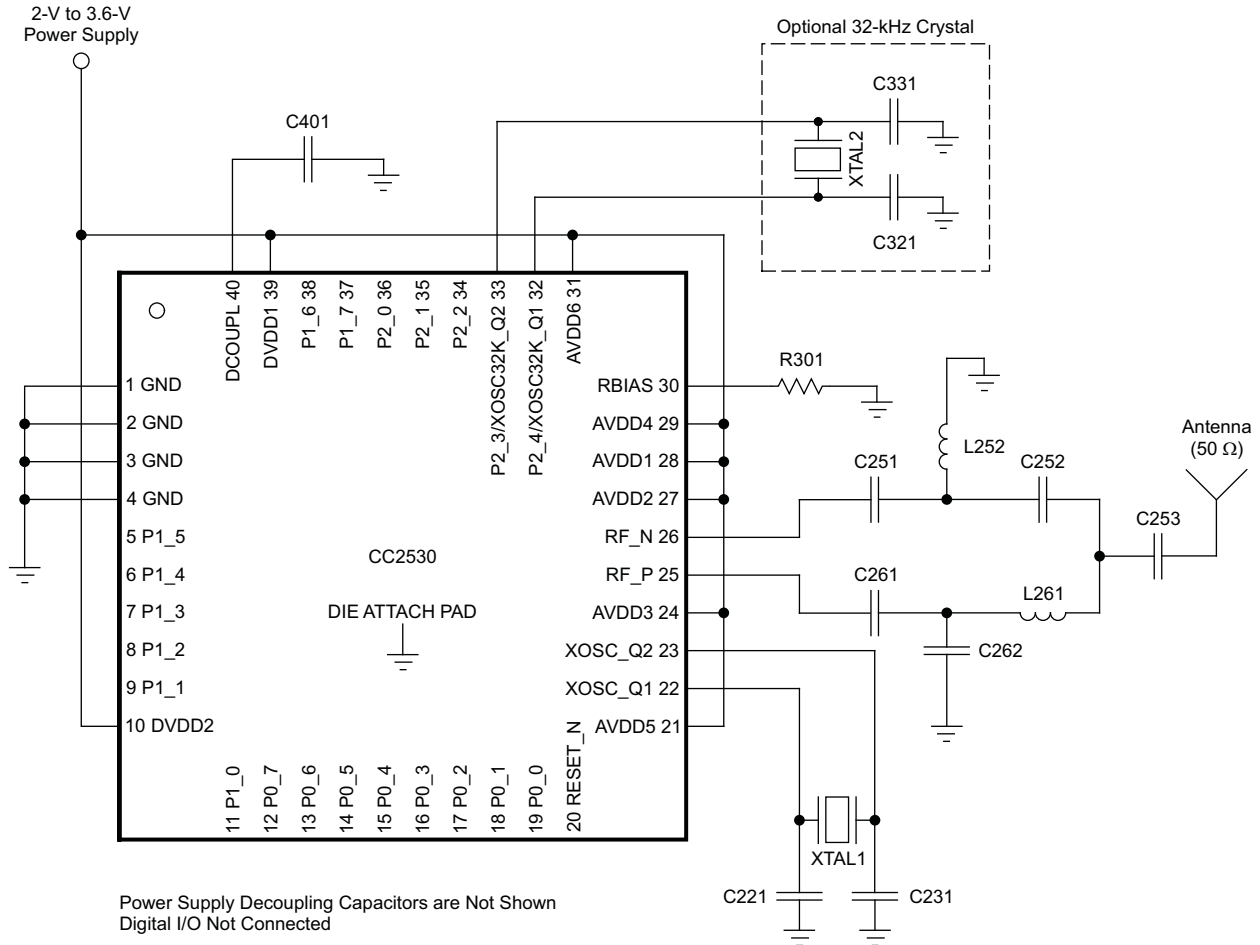 2-V to 3.6-V
Power Supply
Optional 32-kHz Crystal
C331
C401
XTAL2
C321
DCOUPL 40
DVDD1 39
P1_6 38
P1_7 37
P2_0 36
P2_1 35
P2_2 34
P2_3/XOSC32K_Q2 33
P2_4/XOSC32K_Q1 32
AVDD6 31
1 GND
2 GND
3 GND
4 GND
5 P1_5
6 P1_4
7 P1_3
8 P1_2
9 P1_1
10 DVDD2
CC2530
DIE ATTACH PAD
RBIAS 30
AVDD4 29
AVDD1 28
AVDD2 27
RF_N 26
RF_P 25
AVDD3 24
XOSC_Q2 23
XOSC_Q1 22
AVDD5 21
11 P1_0
12 P0_7
13 P0_6
14 P0_5
15 P0_4
16 P0_3
17 P0_2
18 P0_1
19 P0_0
20 RESET_N
R301
L252
C251
C252
Antenna
(50 Ω)
C253
C261
L261
C262
XTAL1
C221
C231
Power Supply Decoupling Capacitors are Not Shown
Digital I/O Not Connected